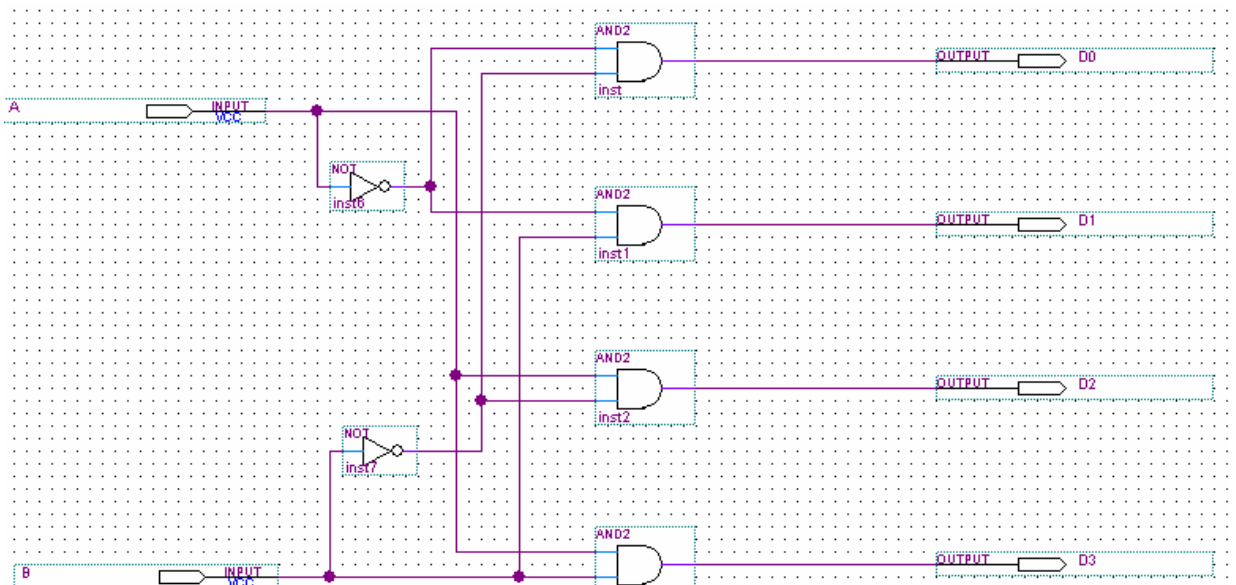 AND2
inst
OUTPUT
D0
A
INPUT
VCC
NOT
inst6
AND2
inst1
OUTPUT
D1
AND2
inst2
OUTPUT
D2
NOT
inst7
AND2
OUTPUT
D3
B
INPUT
VCC